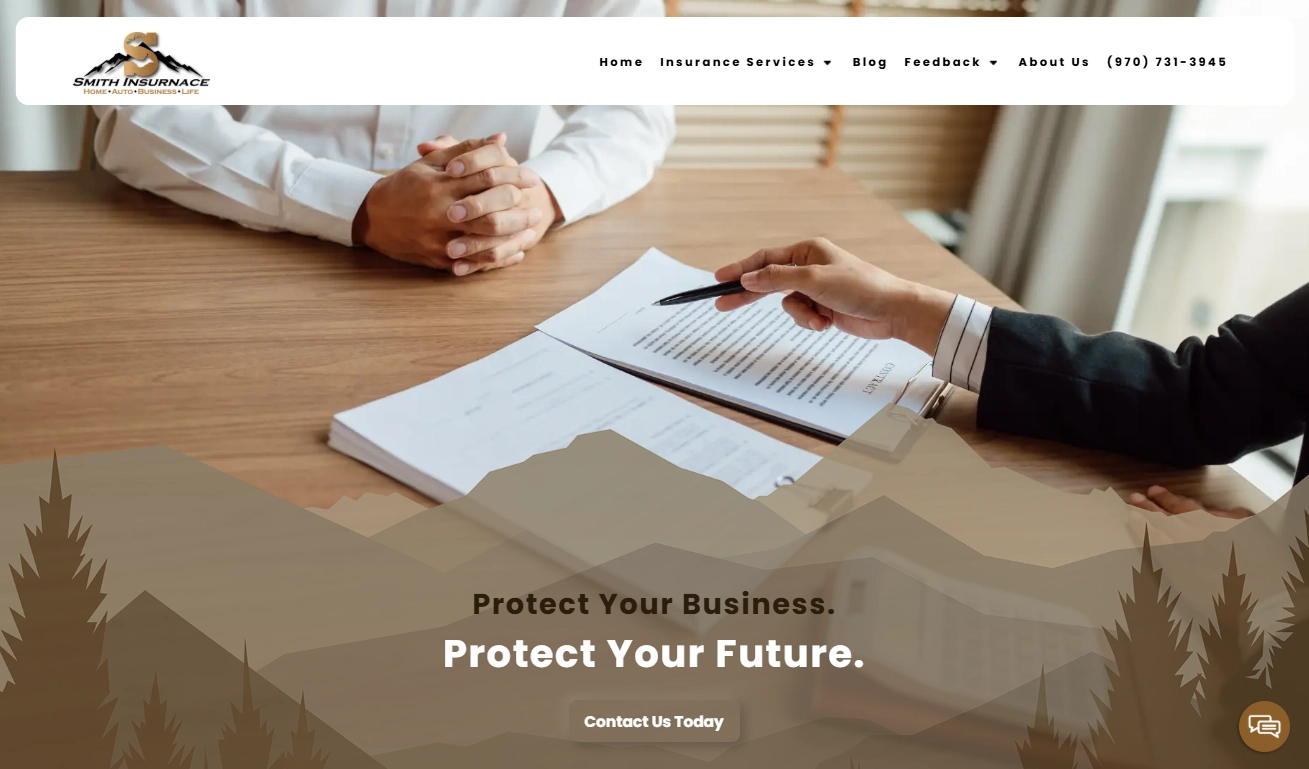 S
SMITH INSURNACE
HOME•AUTO•BUSINESS•LIFE
Home Insurance Services Blog Feedback About Us (970) 731-3945
CONTRACT
Protect Your Business.
Protect Your Future.
Contact Us Today